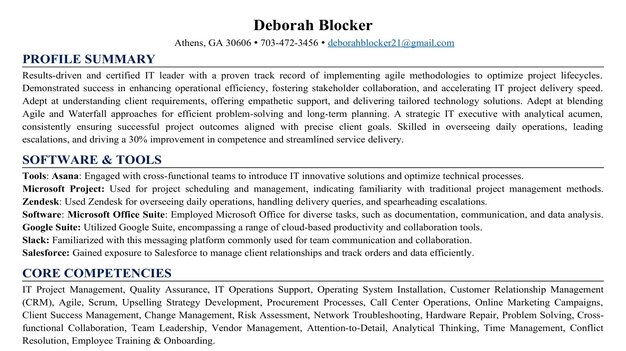 Deborah Blocker
Athens, GA 30606 • 703-472-3456 • deborahblocker21@gmail.com
PROFILE SUMMARY
Results-driven and certified IT leader with a proven track record of implementing agile methodologies to optimize project lifecycles.
Demonstrated success in enhancing operational efficiency, fostering stakeholder collaboration, and accelerating IT project delivery speed.
Adept at understanding client requirements, offering empathetic support, and delivering tailored technology solutions. Adept at blending
Agile and Waterfall approaches for efficient problem-solving and long-term planning. A strategic IT executive with analytical acumen,
consistently ensuring successful project outcomes aligned with precise client goals. Skilled in overseeing daily operations, leading
escalations, and driving a 30% improvement in competence and streamlined service delivery.
SOFTWARE & TOOLS
Tools: Asana: Engaged with cross-functional teams to introduce IT innovative solutions and optimize technical processes.
Microsoft Project: Used for project scheduling and management, indicating familiarity with traditional project management methods.
Zendesk: Used Zendesk for overseeing daily operations, handling delivery queries, and spearheading escalations.
Software: Microsoft Office Suite: Employed Microsoft Office for diverse tasks, such as documentation, communication, and data analysis.
Google Suite: Utilized Google Suite, encompassing a range of cloud-based productivity and collaboration tools.
Slack: Familiarized with this messaging platform commonly used for team communication and collaboration.
Salesforce: Gained exposure to Salesforce to manage client relationships and track orders and data efficiently.
CORE COMPETENCIES
IT Project Management, Quality Assurance, IT Operations Support, Operating System Installation, Customer Relationship Management
(CRM), Agile, Scrum, Upselling Strategy Development, Procurement Processes, Call Center Operations, Online Marketing Campaigns,
Client Success Management, Change Management, Risk Assessment, Network Troubleshooting, Hardware Repair, Problem Solving, Cross-
functional Collaboration, Team Leadership, Vendor Management, Attention-to-Detail, Analytical Thinking, Time Management, Conflict
Resolution, Employee Training & Onboarding.